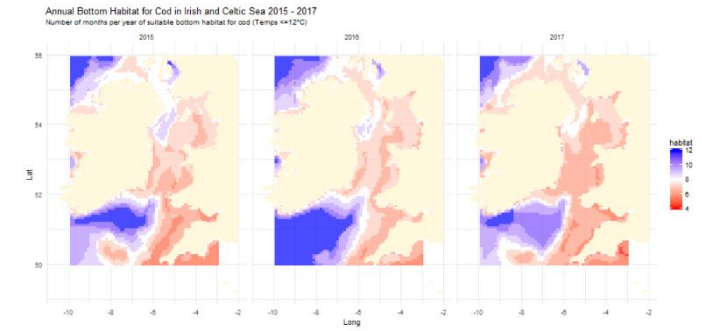 Annual Bottom Habitat for Cod in Irish and Celtic Sea 2015 - 2017
Number of months per year of suitable bottom habitat for cod (Temps <=12°C)
2015 2016 2017
56
54
52
50
Lat
habitat
12
10
8
6
4
-10 -8 -6 -4 -2 -10 -8 -6 -4 -2 -10 -8 -6 -4 -2
Long